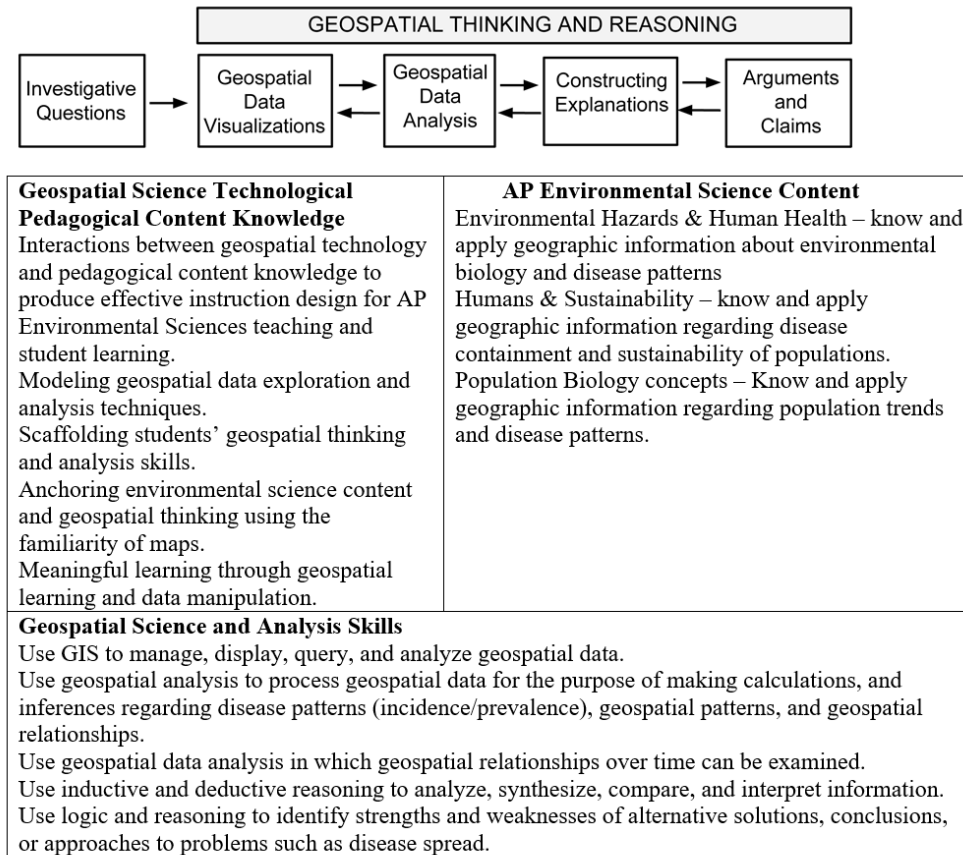 GEOSPATIAL THINKING AND REASONING
Investigative
Questions
Geospatial
Data
Visualizations
Geospatial
Data
Analysis
Constructing
Explanations
Arguments
and
Claims
Geospatial Science Technological
Pedagogical Content Knowledge
Interactions between geospatial technology
and pedagogical content knowledge to
produce effective instruction design for AP
Environmental Sciences teaching and
student learning.
Modeling geospatial data exploration and
analysis techniques.
Scaffolding students’ geospatial thinking
and analysis skills.
Anchoring environmental science content
and geospatial thinking using the
familiarity of maps.
Meaningful learning through geospatial
learning and data manipulation.
AP Environmental Science Content
Environmental Hazards & Human Health – know and
apply geographic information about environmental
biology and disease patterns
Humans & Sustainability – know and apply
geographic information regarding disease
containment and sustainability of populations.
Population Biology concepts – Know and apply
geographic information regarding population trends
and disease patterns.
Geospatial Science and Analysis Skills
Use GIS to manage, display, query, and analyze geospatial data.
Use geospatial analysis to process geospatial data for the purpose of making calculations, and
inferences regarding disease patterns (incidence/prevalence), geospatial patterns, and geospatial
relationships.
Use geospatial data analysis in which geospatial relationships over time can be examined.
Use inductive and deductive reasoning to analyze, synthesize, compare, and interpret information.
Use logic and reasoning to identify strengths and weaknesses of alternative solutions, conclusions,
or approaches to problems such as disease spread.